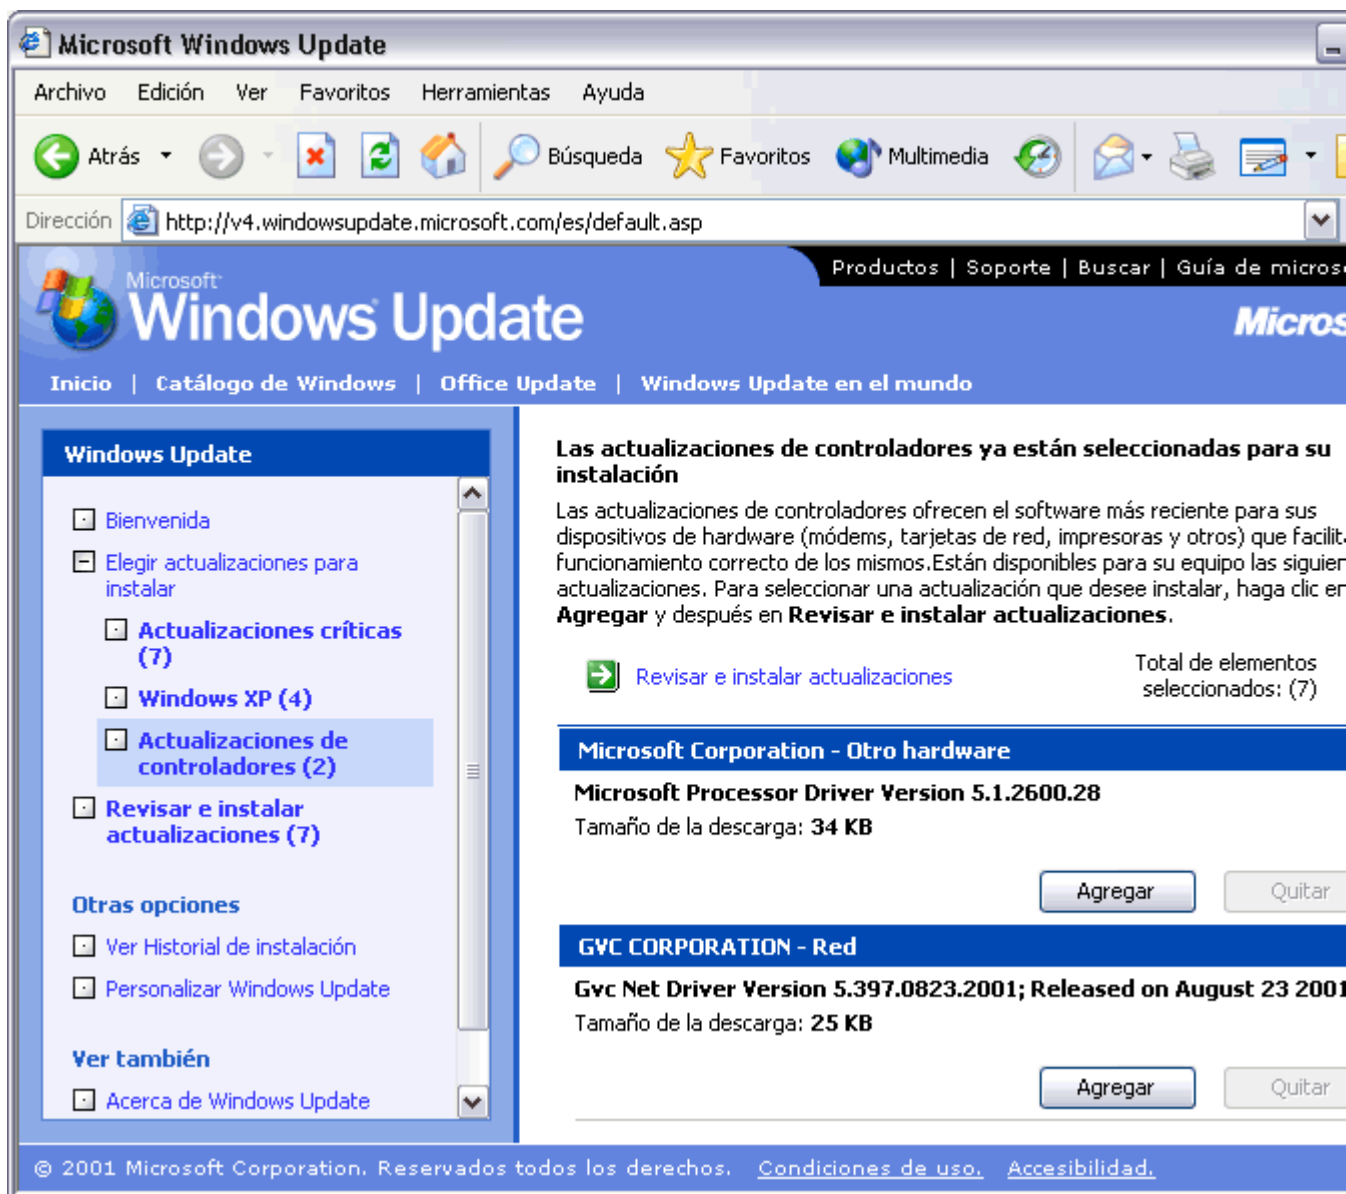 Microsoft Windows Update
Archivo Edición Ver Favoritos Herramientas Ayuda
Atrás Búsqueda Favoritos Multimedia
Dirección http://v4.windowsupdate.microsoft.com/es/default.asp
Productos | Soporte | Buscar | Guía de micros
Microsoft
Windows Update
Micros
Inicio | Catálogo de Windows | Office Update | Windows Update en el mundo
Windows Update
Bienvenida
Elegir actualizaciones para
instalar
Actualizaciones críticas
(7)
Windows XP (4)
Actualizaciones de
controladores (2)
Revisar e instalar
actualizaciones (7)
Otras opciones
Ver Historial de instalación
Personalizar Windows Update
Ver también
Acerca de Windows Update
Las actualizaciones de controladores ya están seleccionadas para su
instalación
Las actualizaciones de controladores ofrecen el software más reciente para sus
dispositivos de hardware (módems, tarjetas de red, impresoras y otros) que facilit
funcionamiento correcto de los mismos.Están disponibles para su equipo las siguien
actualizaciones. Para seleccionar una actualización que desee instalar, haga clic en
Agregar y después en Revisar e instalar actualizaciones.
Revisar e instalar actualizaciones
Total de elementos
seleccionados: (7)
Microsoft Corporation - Otro hardware
Microsoft Processor Driver Version 5.1.2600.28
Tamaño de la descarga: 34 KB
Agregar Quitar
GVC CORPORATION - Red
Gvc Net Driver Version 5.397.0823.2001; Released on August 23 2001
Tamaño de la descarga: 25 KB
Agregar Quitar
© 2001 Microsoft Corporation. Reservados todos los derechos. Condiciones de uso. Accesibilidad.